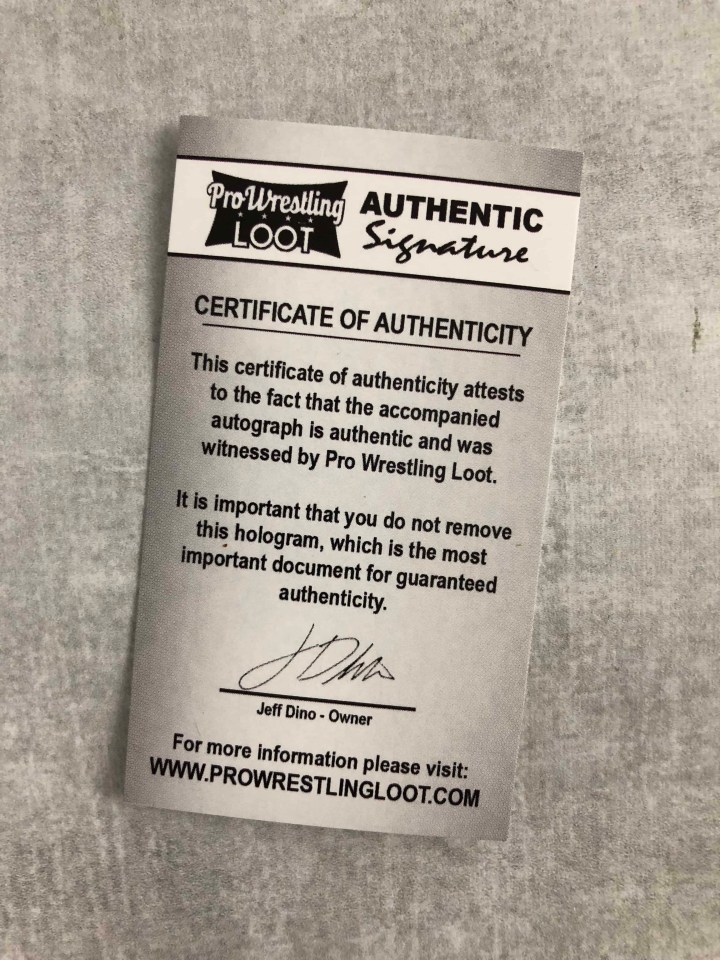 Pro Wrestling
LOOT
AUTHENTIC
Signature
CERTIFICATE OF AUTHENTICITY
This certificate of authenticity attests
to the fact that the accompanied
autograph is authentic and was
witnessed by Pro Wrestling Loot.
It is important that you do not remove
this hologram, which is the most
important document for guaranteed
authenticity.
J Dino
Jeff Dino - Owner
For more information please visit:
WWW.PROWRESTLINGLOOT.COM